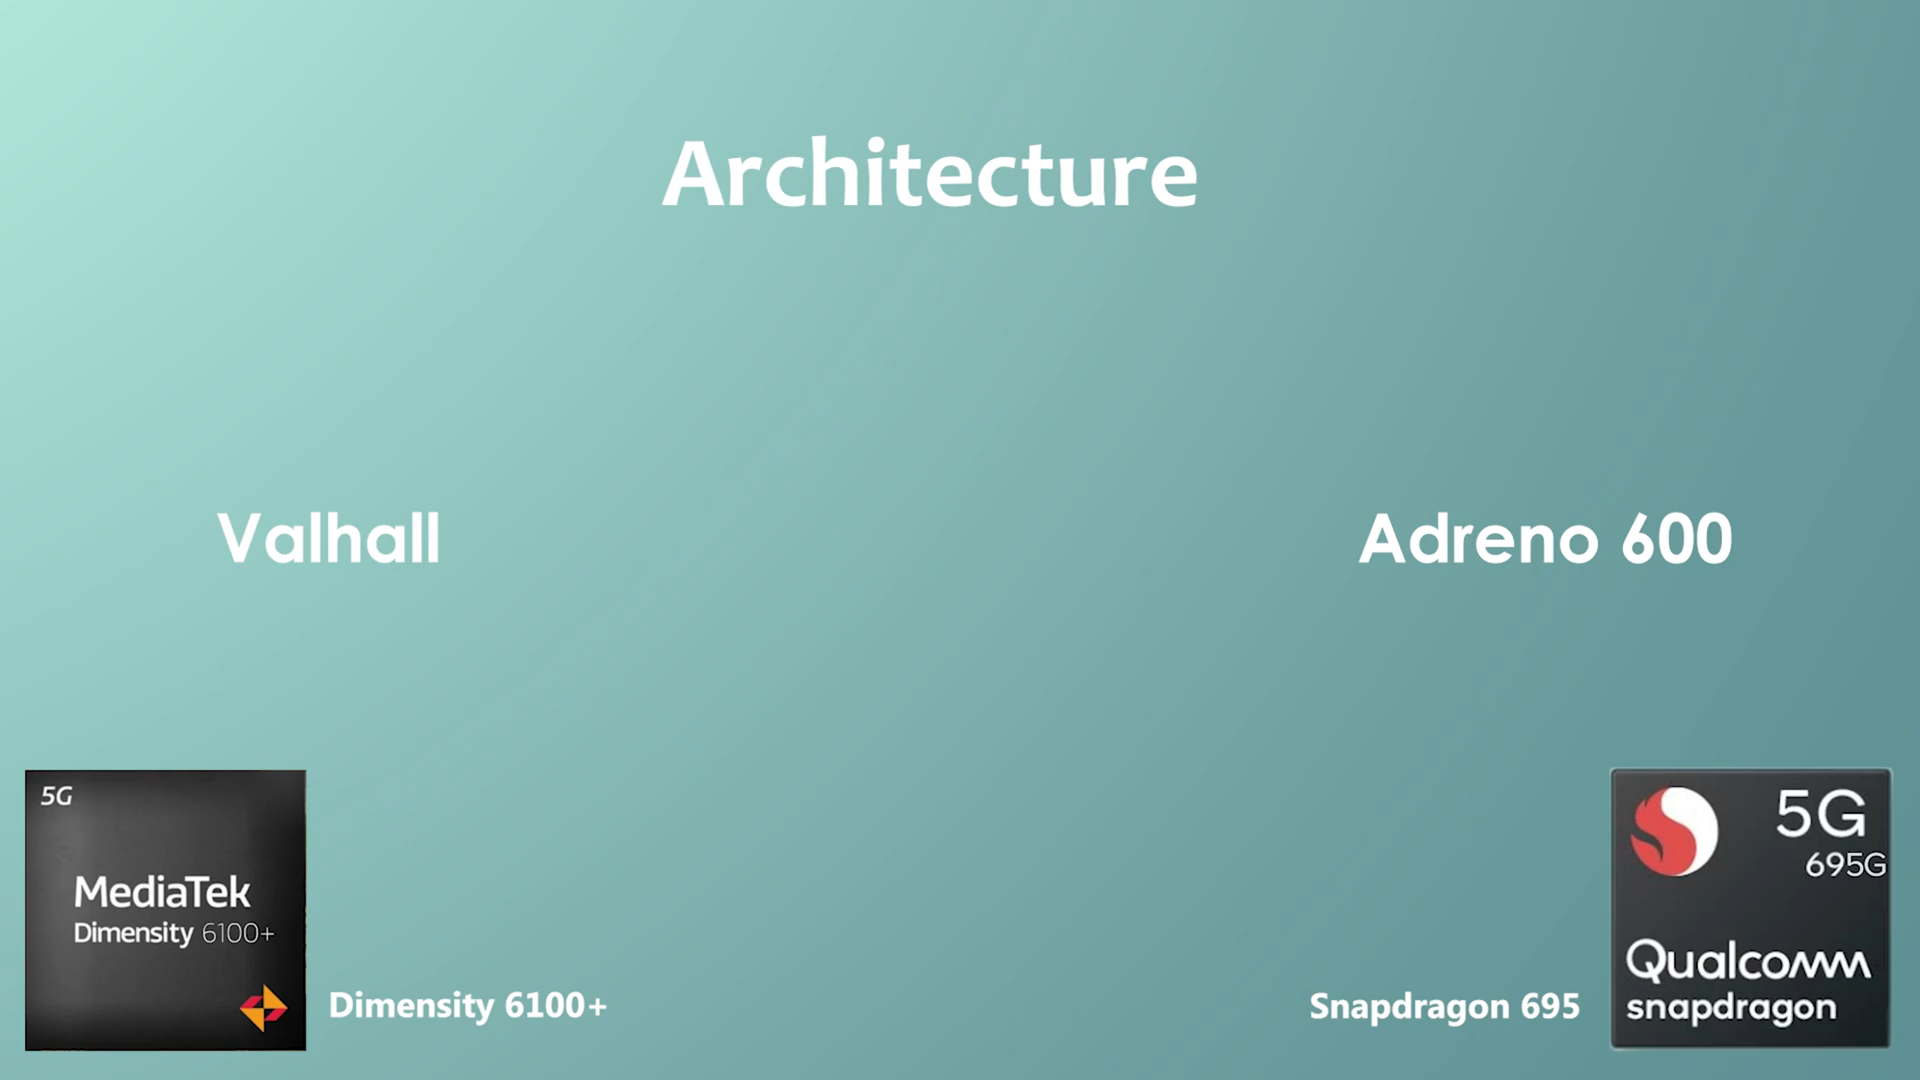 Architecture
Valhall
Adreno 600
5G
MediaTek
Dimensity 6100+
Dimensity 6100+
Snapdragon 695
5G
695G
Qualcomm
snapdragon